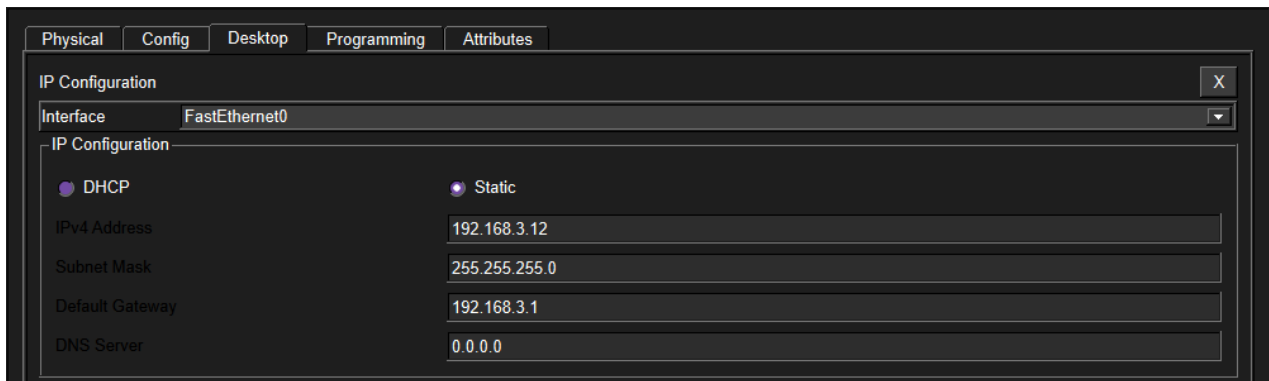 Physical Config Desktop Programming Attributes
IP Configuration X
Interface FastEthernet0
IP Configuration
DHCP Static
IPv4 Address 192.168.3.12
Subnet Mask 255.255.255.0
Default Gateway 192.168.3.1
DNS Server 0.0.0.0